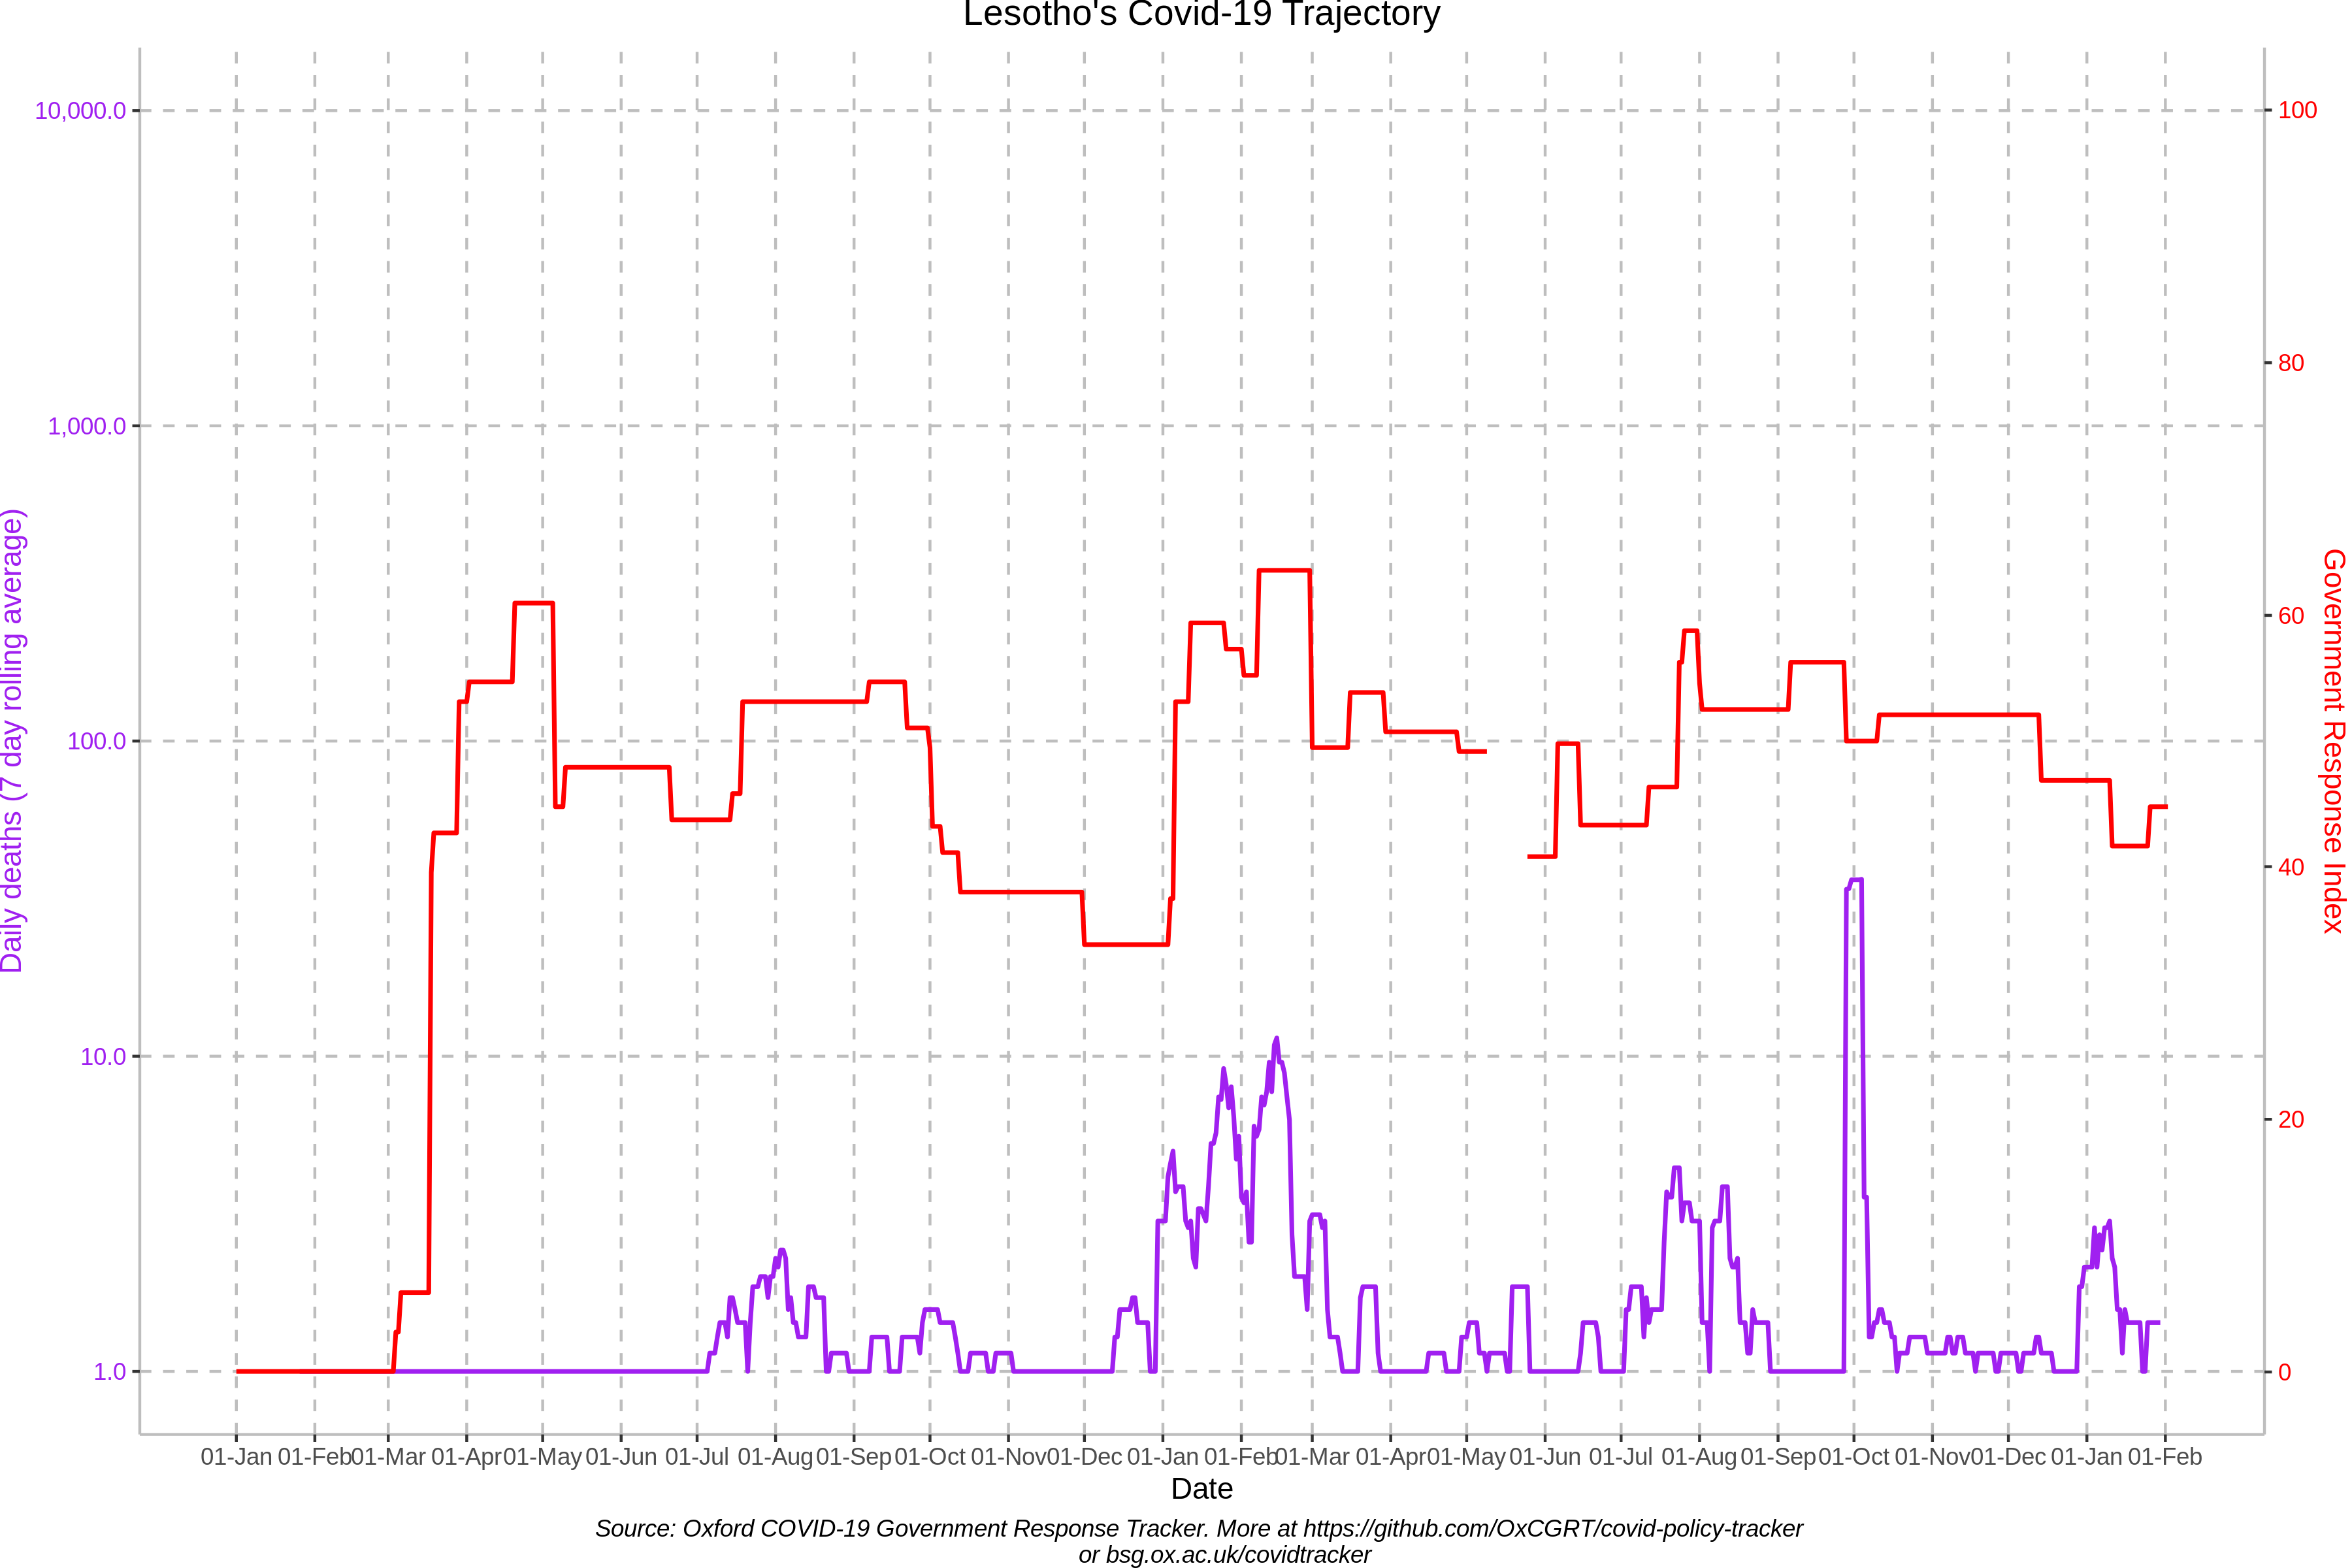 Lesotho's Covid-19 Trajectory
10,000.0
1,000.0
100.0
10.0
1.0
Daily deaths (7 day rolling average)
100
80
60
40
20
0
Government Response Index
01-Jan 01-Feb 01-Mar 01-Apr 01-May 01-Jun 01-Jul 01-Aug 01-Sep 01-Oct 01-Nov 01-Dec 01-Jan 01-Feb 01-Mar 01-Apr 01-May 01-Jun 01-Jul 01-Aug 01-Sep 01-Oct 01-Nov 01-Dec 01-Jan 01-Feb
Date
Source: Oxford COVID-19 Government Response Tracker. More at https://github.com/OxCGRT/covid-policy-tracker
or bsg.ox.ac.uk/covidtracker